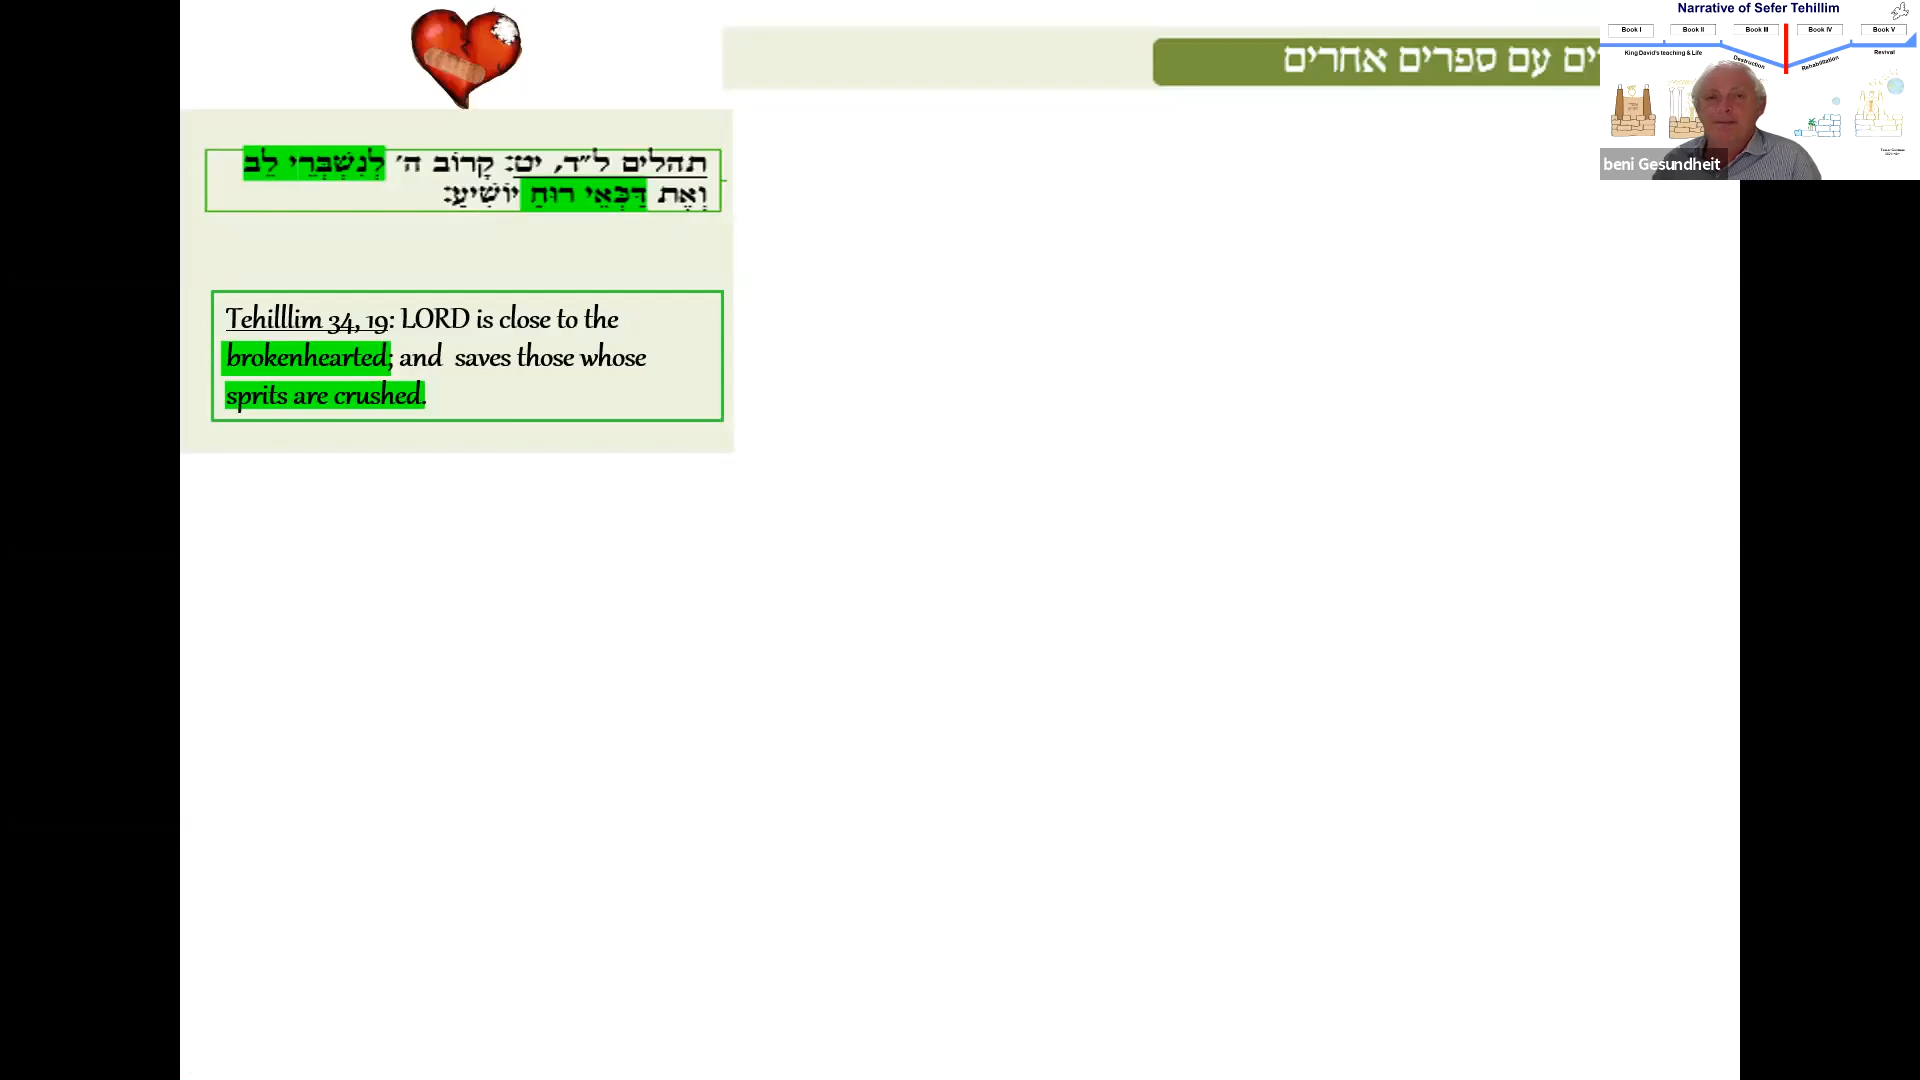 ים עם ספרים אחרים
תהלים ל״ד, יט: קָרוֹב ה׳ לְנִשְׁבְּרֵי לֵב
וְאֶת דַּכְּאֵי רוּחַ יוֹשִׁיעַ:
Tehilllim 34, 19: LORD is close to the
brokenhearted; and saves those whose
sprits are crushed.
Narrative of Sefer Tehillim
Book I Book II Book III Book IV Book V
King David's teaching & Life
Destruction
Rehabilitation
Revival
beni Gesundheit